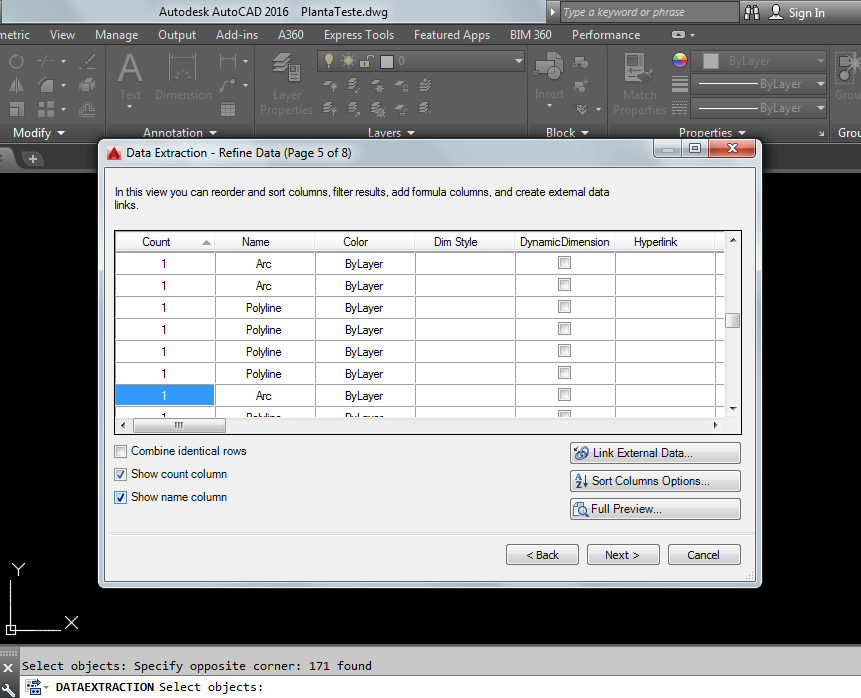 Autodesk AutoCAD 2016 PlantaTeste.dwg
Type a keyword or phrase
Sign In
metric View Manage Output Add-ins A360 Express Tools Featured Apps BIM 360 Performance
0
ByLayer
ByLayer
ByLayer
Text Dimension
Layer
Properties
Insert
Match
Properties
Grou
Modify Annotation Layers Block Properties Grou
Data Extraction - Refine Data (Page 5 of 8)
In this view you can reorder and sort columns, filter results, add formula columns, and create external data
links.
Count Name Color Dim Style DynamicDimension Hyperlink
1 Arc ByLayer
1 Arc ByLayer
1 Polyline ByLayer
1 Polyline ByLayer
1 Polyline ByLayer
1 Polyline ByLayer
1 Arc ByLayer
1 Polyline ByLayer
Combine identical rows
Show count column
Show name column
Link External Data...
Sort Columns Options...
Full Preview...
< Back Next > Cancel
Y
X
Select objects: Specify opposite corner: 171 found
DATAEXTRACTION Select objects: